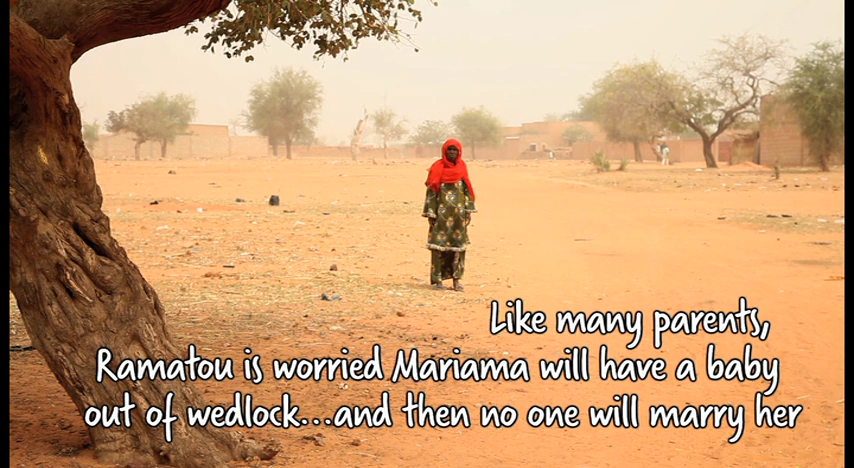 Like many parents,
Ramatou is worried Mariama will have a baby
out of wedlock...and then no one will marry her